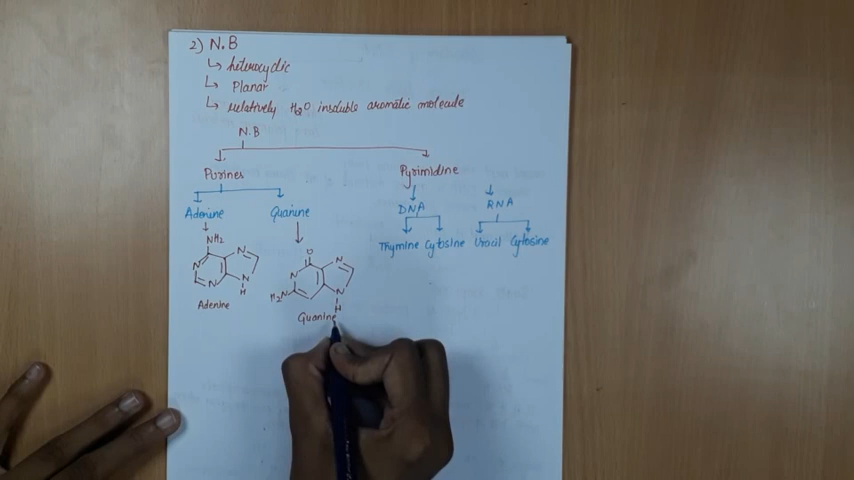 2) N.B
↳ heterocyclic
↳ Planar
↳ relatively H₂O insoluble aromatic molecule
N.B
Purines Pyrimidine
Adenine Guanine DNA RNA
Thymine Cytosine Uracil Cytosine
NH₂
N N
N N
H
Adenine
O
N N
H₂N N
H
Guanine